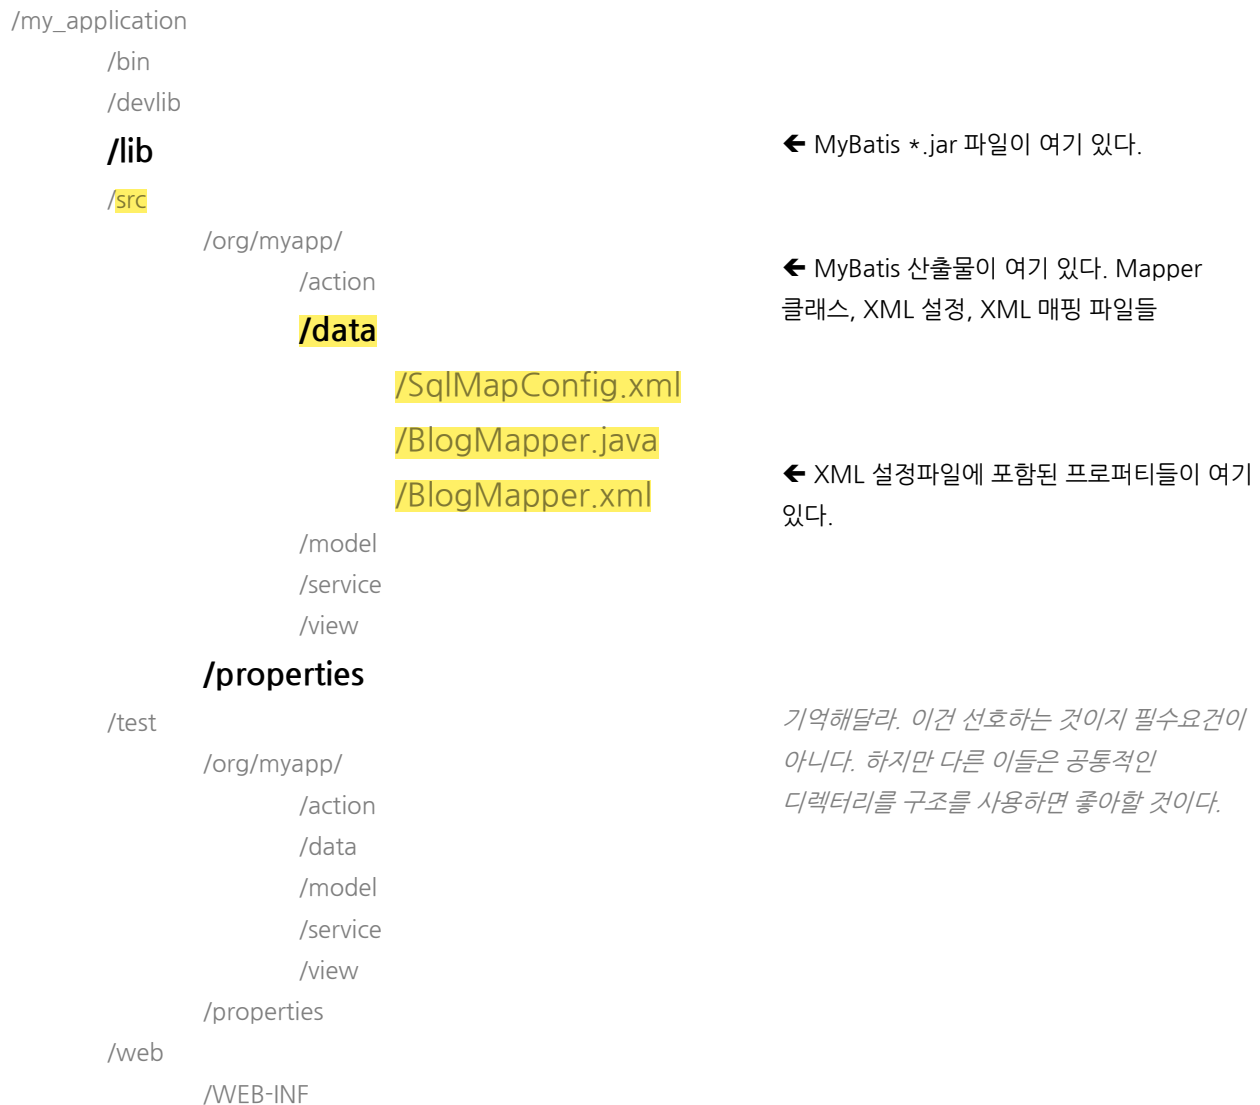 /my_application
/bin
/devlib
/lib
← MyBatis *.jar 파일이 여기 있다.
/src
/org/myapp/
/action
← MyBatis 산출물이 여기 있다. Mapper
클래스, XML 설정, XML 매핑 파일들
/data
/SqlMapConfig.xml
/BlogMapper.java
/BlogMapper.xml
← XML 설정파일에 포함된 프로퍼티들이 여기
있다.
/model
/service
/view
/properties
/test
기억해달라. 이건 선호하는 것이지 필수요건이
아니다. 하지만 다른 이들은 공통적인
디렉터리를 구조를 사용하면 좋아할 것이다.
/org/myapp/
/action
/data
/model
/service
/view
/properties
/web
/WEB-INF